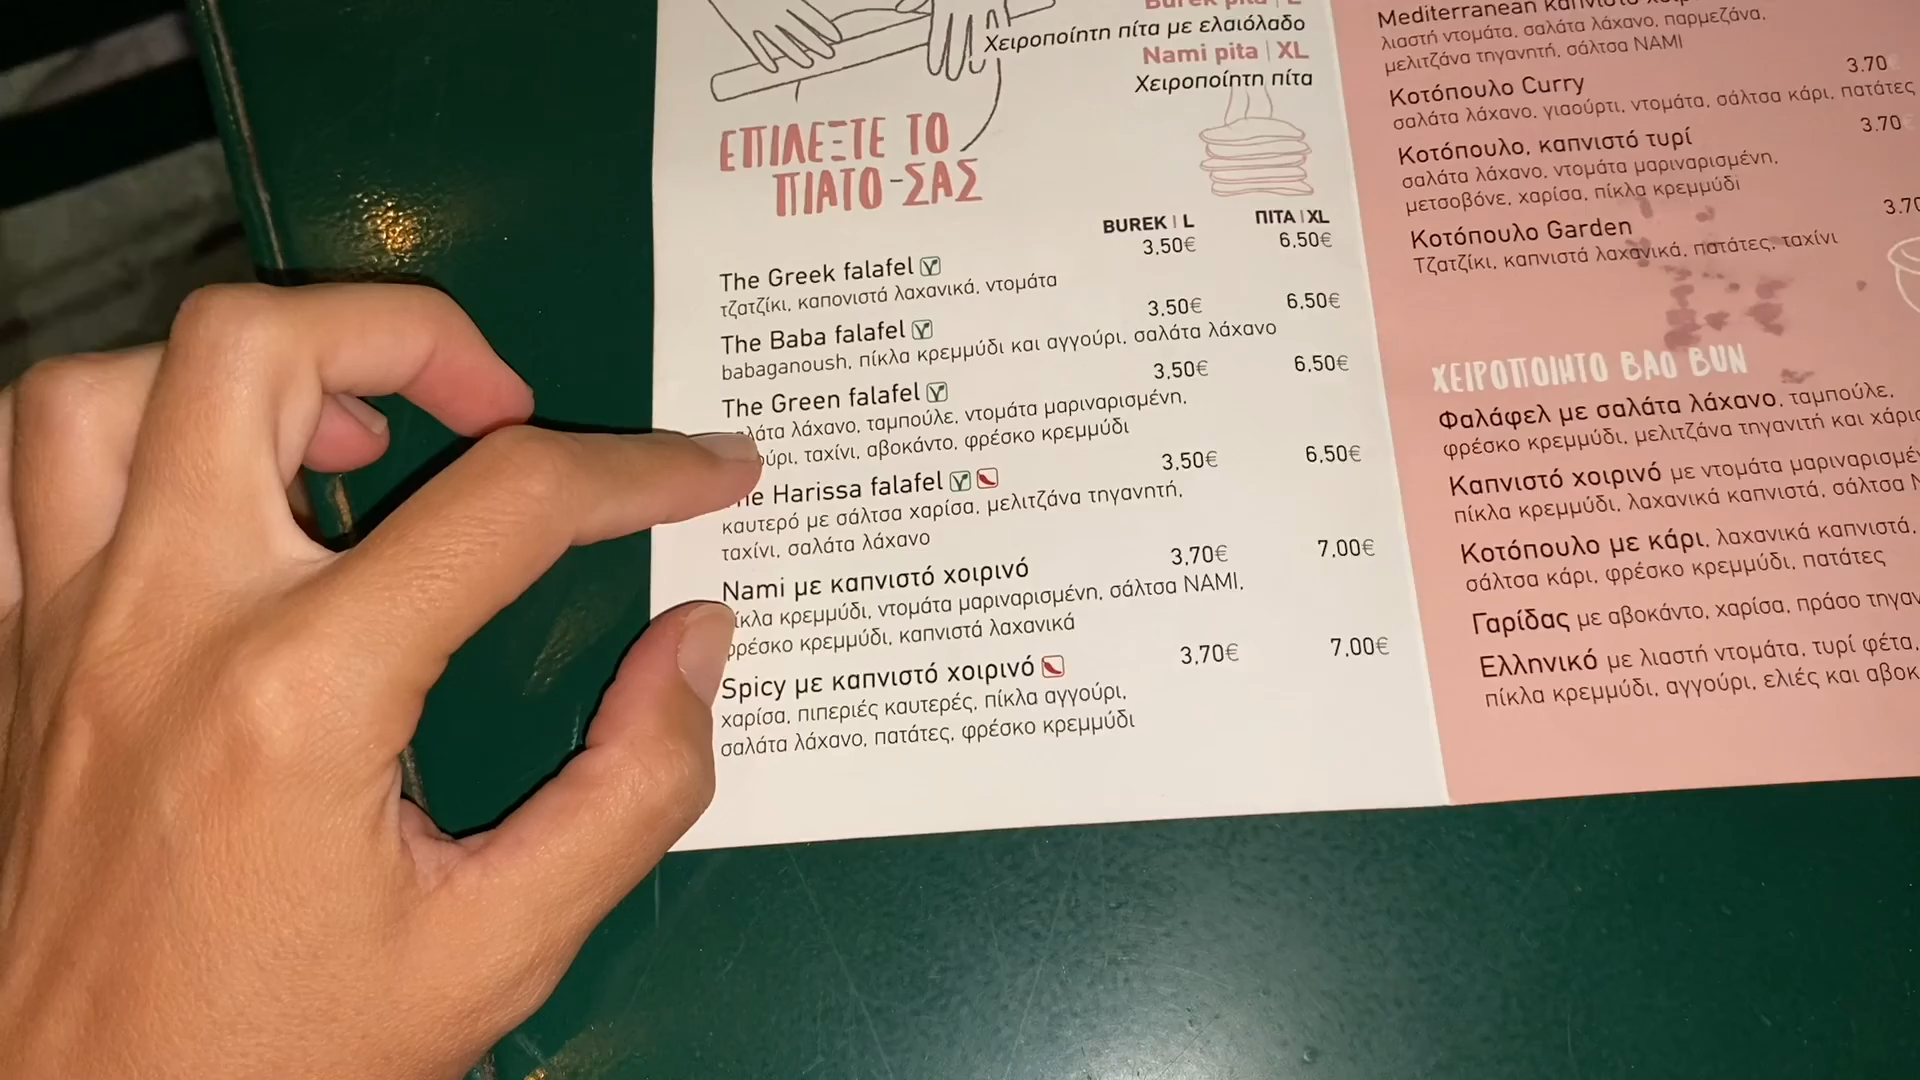 Burek pita | L
Χειροποίητη πίτα με ελαιόλαδο
Nami pita | XL
Χειροποίητη πίτα
ΕΠΙΛΕΞΤΕ ΤΟ
ΠΙΑΤΟ-ΣΑΣ
BUREK | L ΠΙΤΑ | XL
The Greek falafel 3,50€ 6,50€
τζατζίκι, καπονιστά λαχανικά, ντομάτα
The Baba falafel 3,50€ 6,50€
babaganoush, πίκλα κρεμμύδι και αγγούρι, σαλάτα λάχανο
The Green falafel 3,50€ 6,50€
λάχανο, ταμπούλε, ντομάτα μαριναρισμένη,
ταχίνι, αβοκάντο, φρέσκο κρεμμύδι
Harissa falafel 3,50€ 6,50€
καυτερό με σάλτσα χαρίσα, μελιτζάνα τηγανητή,
ταχίνι, σαλάτα λάχανο
Nami με καπνιστό χοιρινό 3,70€ 7,00€
πίκλα κρεμμύδι, ντομάτα μαριναρισμένη, σάλτσα NAMI,
φρέσκο κρεμμύδι, καπνιστά λαχανικά
Spicy με καπνιστό χοιρινό 3,70€ 7,00€
χαρίσα, πιπεριές καυτερές, πίκλα αγγούρι,
σαλάτα λάχανο, πατάτες, φρέσκο κρεμμύδι
Mediterranean
λιαστή ντομάτα, σαλάτα λάχανο, παρμεζάνα,
μελιτζάνα τηγανητή, σάλτσα NAMI
Κοτόπουλο Curry 3.70
σαλάτα λάχανο, γιαούρτι, ντομάτα, σάλτσα κάρι, πατάτες
Κοτόπουλο, καπνιστό τυρί 3.70
σαλάτα λάχανο, ντομάτα μαριναρισμένη,
μετσοβόνε, χαρίσα, πίκλα κρεμμύδι
Κοτόπουλο Garden 3.70
Τζατζίκι, καπνιστά λαχανικά, πατάτες, ταχίνι
ΧΕΙΡΟΠΟΙΗΤΟ BAO BUN
Φαλάφελ με σαλάτα λάχανο, ταμπούλε,
φρέσκο κρεμμύδι, μελιτζάνα τηγανιτή και
Καπνιστό χοιρινό με ντομάτα
πίκλα κρεμμύδι, λαχανικά καπνιστά, σάλτσα
Κοτόπουλο με κάρι, λαχανικά καπνιστά,
σάλτσα κάρι, φρέσκο κρεμμύδι, πατάτες
Γαρίδας με αβοκάντο, χαρίσα, πράσο
Ελληνικό με λιαστή ντομάτα, τυρί φέτα,
πίκλα κρεμμύδι, αγγούρι, ελιές και